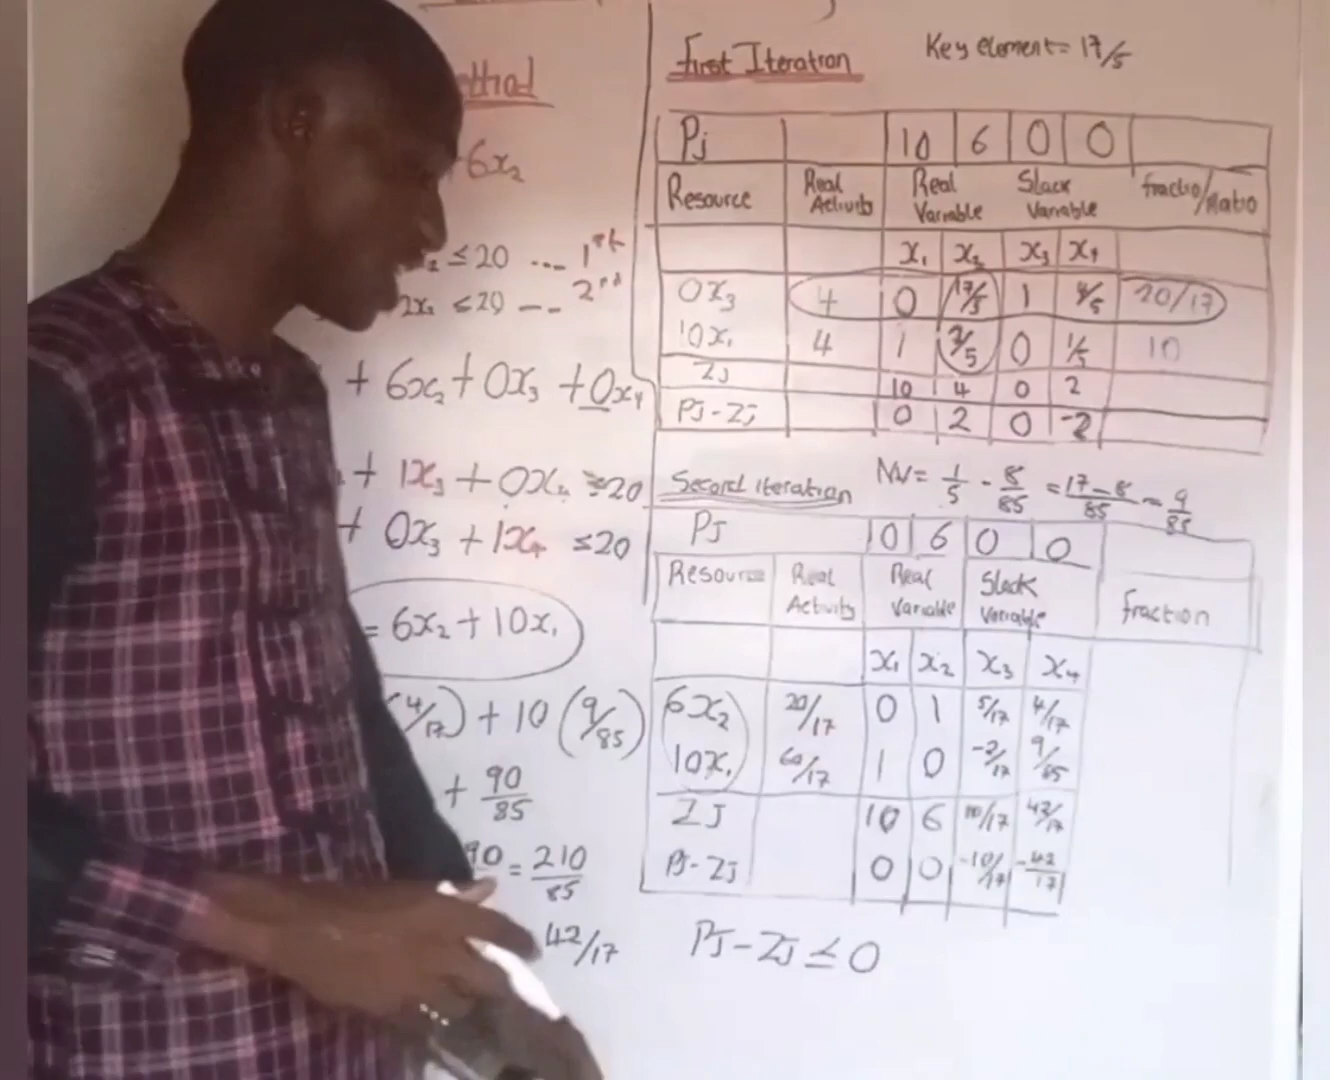 ethod
6x₂
≤20 --- 1st
2x₂ ≤20 --- 2nd
+ 6x₂ + 0x₃ + 0x₄
+ 1x₃ + 0x₄ ≤20
+ 0x₃ + 1x₄ ≤20
= 6x₂ + 10x₁
(4/17) + 10 (9/85)
+ 90/85
90 = 210/85
42/17
First Iteration
Key element = 17/5
Pj 10 6 0 0
Resource Real Activity Real Variable Slack Variable fractio/Ratio
x₁ x₂ x₃ x₄
0x₃ 4 0 17/5 1 4/5 20/17
10x₁ 4 1 2/5 0 1/5 10
Zj 10 4 0 2
Pj-Zj 0 2 0 -2
Second iteration
NV = 1/5 - 8/85 = 17-8/85 = 9/85
Pj 10 6 0 0
Resource Real Activity Real Variable Slack Variable fraction
x₁ x₂ x₃ x₄
6x₂ 20/17 0 1 5/17 4/17
10x₁ 60/17 1 0 -2/17 9/85
Zj 10 6 10/17 42/17
Pj-Zj 0 0 -10/17 -42/17
Pj-Zj ≤ 0